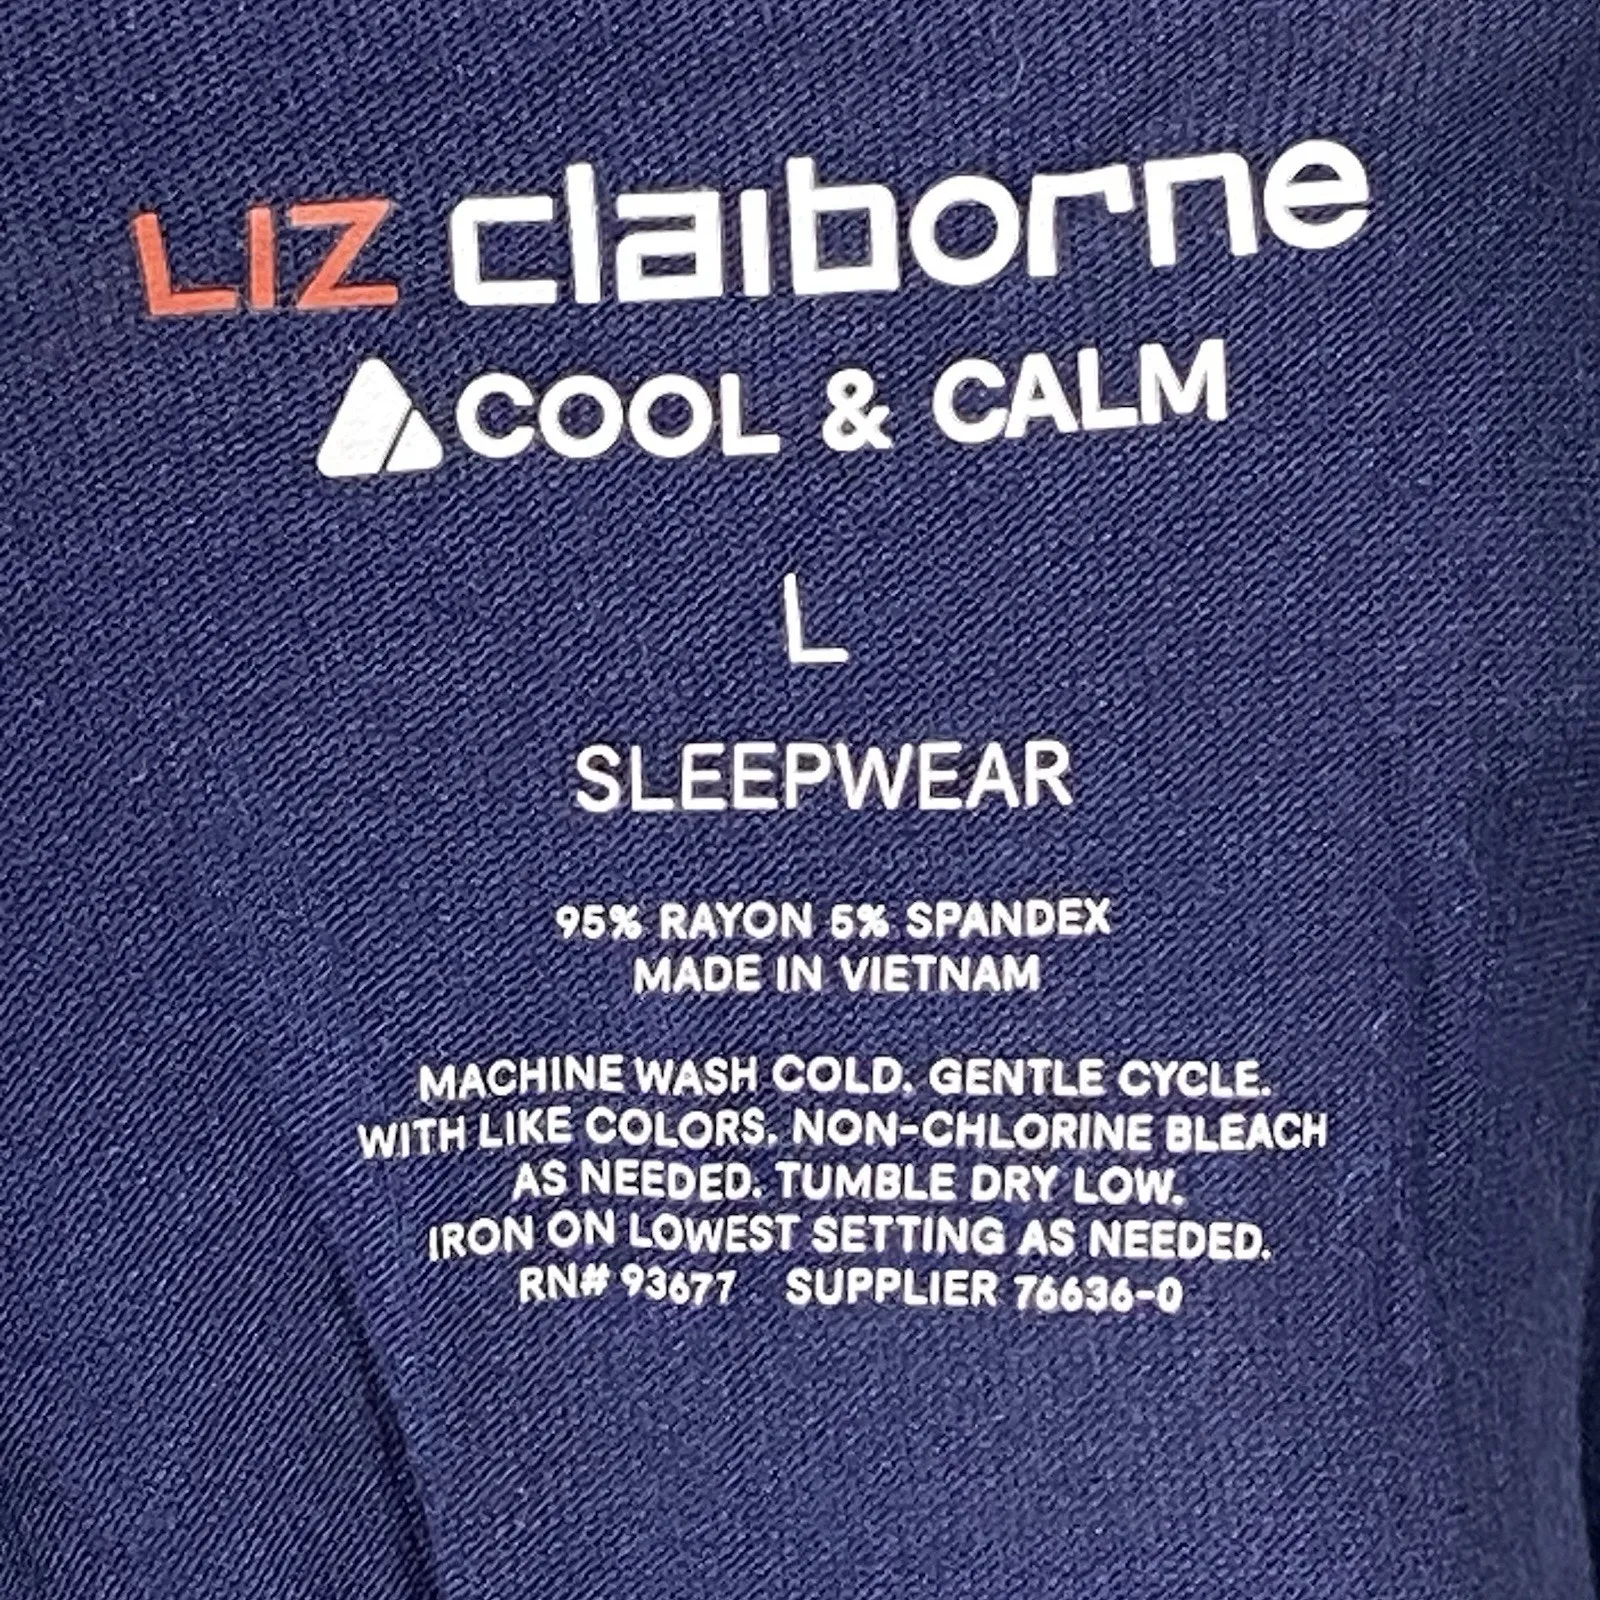 LIZ claiborne
COOL & CALM
L
SLEEPWEAR
95% RAYON 5% SPANDEX
MADE IN VIETNAM
MACHINE WASH COLD. GENTLE CYCLE.
WITH LIKE COLORS. NON-CHLORINE BLEACH
AS NEEDED. TUMBLE DRY LOW.
IRON ON LOWEST SETTING AS NEEDED.
RN# 93677 SUPPLIER 76636-0